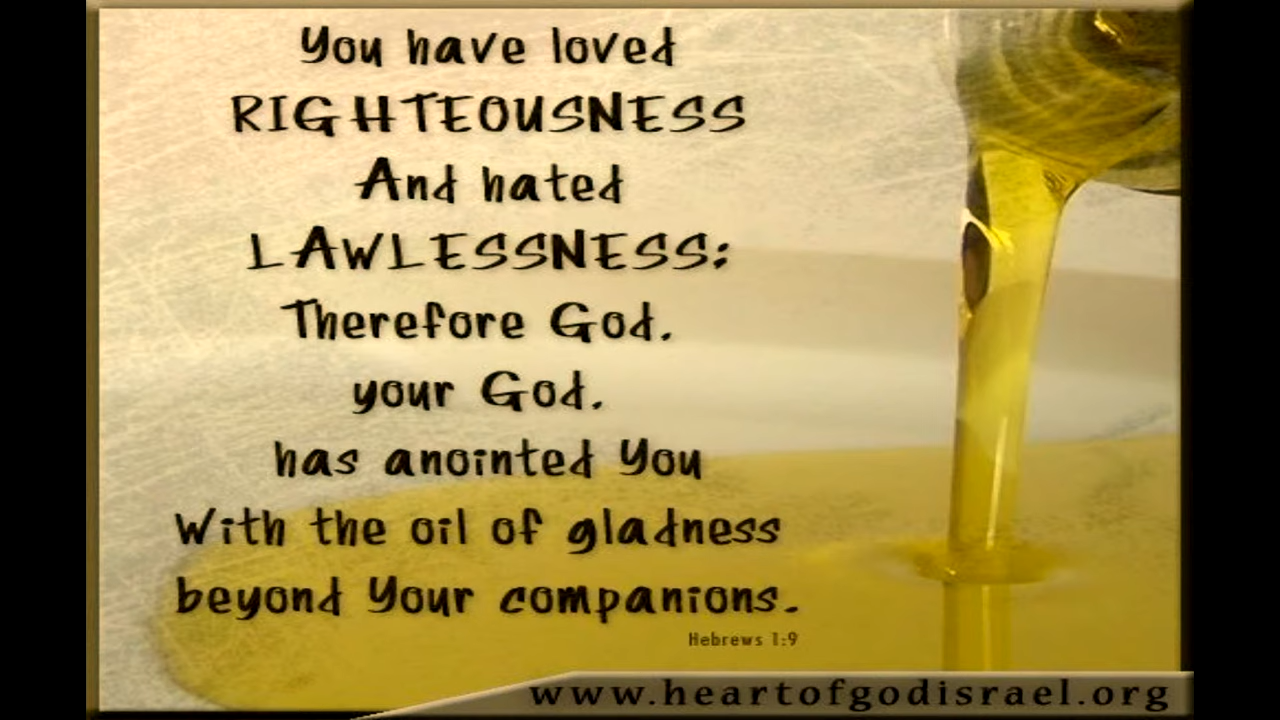 You have loved
RIGHTEOUSNESS
And hated
LAWLESSNESS:
Therefore God.
your God.
has anointed You
With the oil of gladness
beyond Your companions.
Hebrews 1:9
www.heartofgodisrael.org